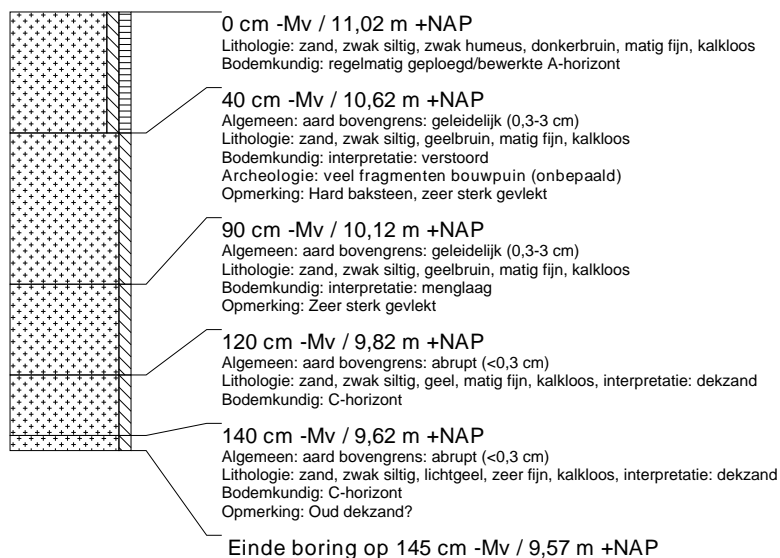 0 cm -Mv / 11,02 m +NAP
Lithologie: zand, zwak siltig, zwak humeus, donkerbruin, matig fijn, kalkloos
Bodemkundig: regelmatig geploegd/bewerkte A-horizont
40 cm -Mv / 10,62 m +NAP
Algemeen: aard bovengrens: geleidelijk (0,3-3 cm)
Lithologie: zand, zwak siltig, geelbruin, matig fijn, kalkloos
Bodemkundig: interpretatie: verstoord
Archeologie: veel fragmenten bouwpuin (onbepaald)
Opmerking: Hard baksteen, zeer sterk gevlekt
90 cm -Mv / 10,12 m +NAP
Algemeen: aard bovengrens: geleidelijk (0,3-3 cm)
Lithologie: zand, zwak siltig, geelbruin, matig fijn, kalkloos
Bodemkundig: interpretatie: menglaag
Opmerking: Zeer sterk gevlekt
120 cm -Mv / 9,82 m +NAP
Algemeen: aard bovengrens: abrupt (<0,3 cm)
Lithologie: zand, zwak siltig, geel, matig fijn, kalkloos, interpretatie: dekzand
Bodemkundig: C-horizont
140 cm -Mv / 9,62 m +NAP
Algemeen: aard bovengrens: abrupt (<0,3 cm)
Lithologie: zand, zwak siltig, lichtgeel, zeer fijn, kalkloos, interpretatie: dekzand
Bodemkundig: C-horizont
Opmerking: Oud dekzand?
Einde boring op 145 cm -Mv / 9,57 m +NAP